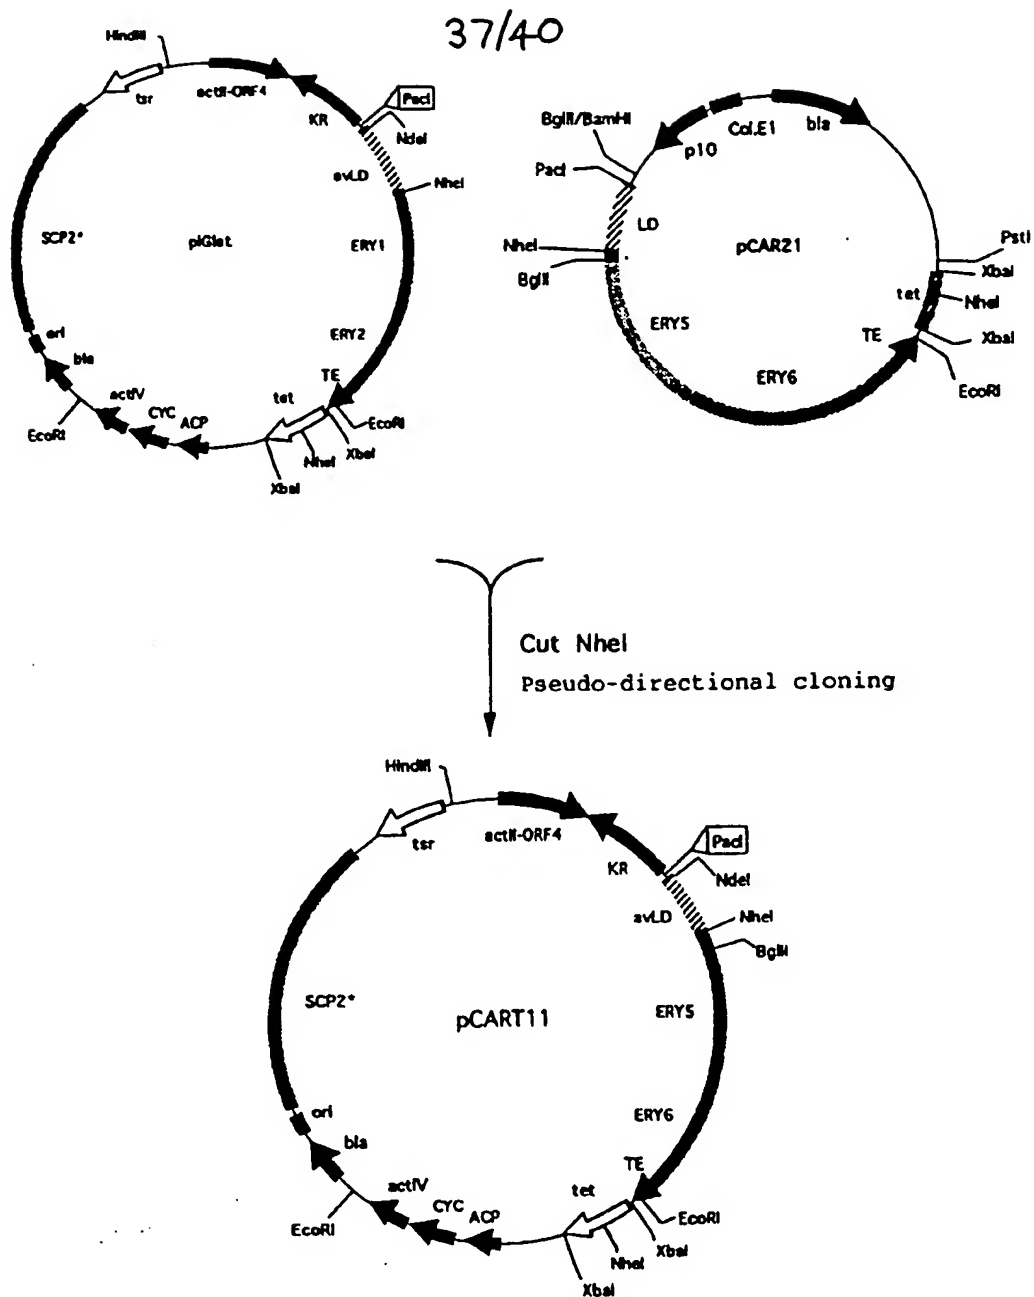 37/40
HindIII
tsr
actII-ORF4
KR
PacI
NdeI
avLD
NheI
SCP2*
pIGlet
ERY1
ERY2
TE
tet
EcoRI
XbaI
NheI
XbaI
ori
bla
EcoRI
actIV
CYC
ACP
BglII/BamHI
p10
Col.E1
bla
PacI
LD
pCAR21
NheI
BglII
PstI
XbaI
tet
NheI
ERY5
TE
XbaI
ERY6
EcoRI
Cut NheI
Pseudo-directional cloning
HindIII
tsr
actII-ORF4
KR
PacI
NdeI
avLD
NheI
BglII
SCP2*
pCART11
ERY5
ERY6
ori
bla
TE
tet
actIV
CYC
ACP
EcoRI
EcoRI
XbaI
NheI
XbaI